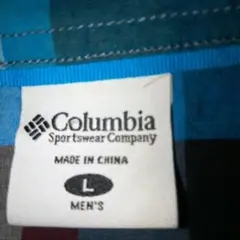 Columbia
Sportswear Company
MADE IN CHINA
L
MEN'S